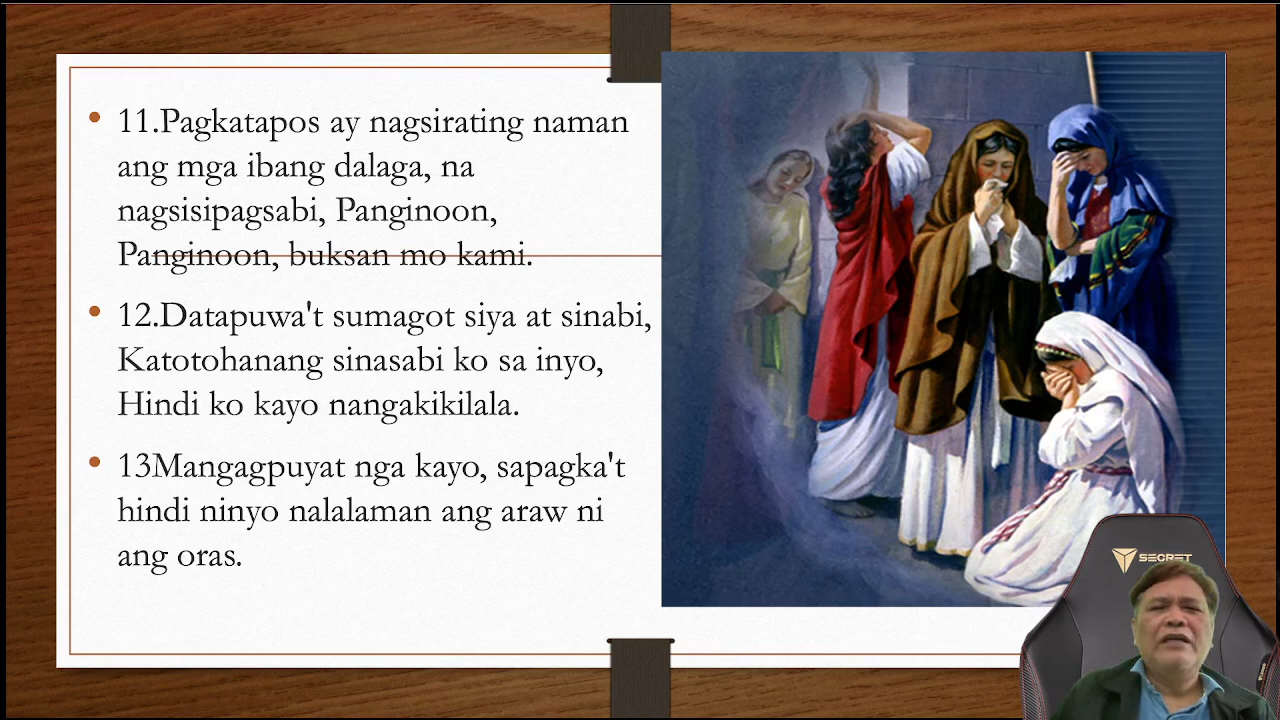 11.Pagkatapos ay nagsirating naman
ang mga ibang dalaga, na
nagsisipagsabi, Panginoon,
Panginoon, buksan mo kami.
12.Datapuwa't sumagot siya at sinabi,
Katotohanang sinasabi ko sa inyo,
Hindi ko kayo nangakikilala.
13Mangagpuyat nga kayo, sapagka't
hindi ninyo nalalaman ang araw ni
ang oras.
SECRET